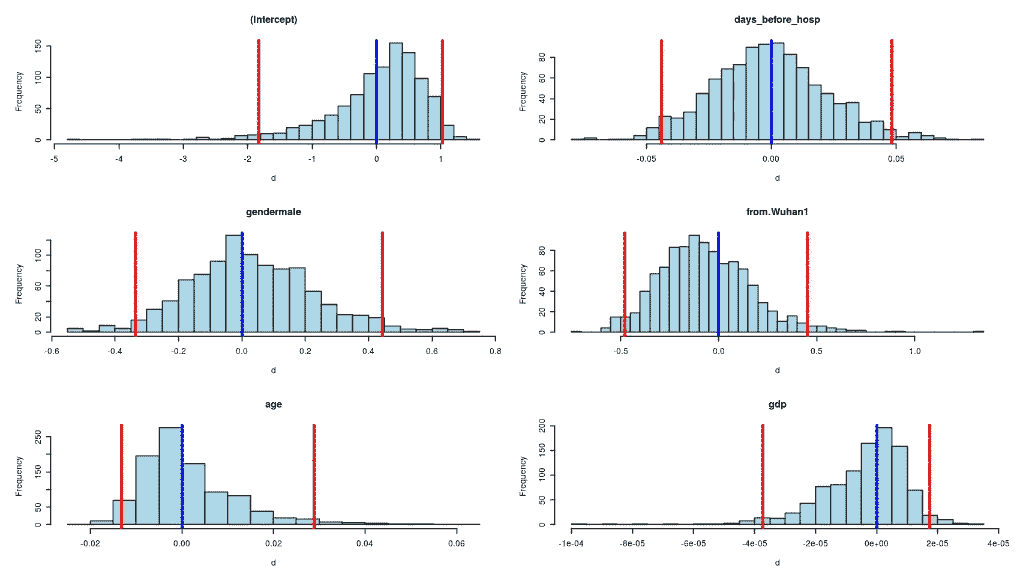 (Intercept)
Frequency
0 50 100 150
-5 -4 -3 -2 -1 0 1
d
days_before_hosp
Frequency
0 20 40 60 80
-0.05 0.00 0.05
d
gendermale
Frequency
0 20 60 100
-0.6 -0.4 -0.2 0.0 0.2 0.4 0.6 0.8
d
from.Wuhan1
Frequency
0 20 40 60 80
-0.5 0.0 0.5 1.0
d
age
Frequency
0 50 150 250
-0.02 0.00 0.02 0.04 0.06
d
gdp
Frequency
0 50 100 150 200
-1e-04 -8e-05 -6e-05 -4e-05 -2e-05 0e+00 2e-05 4e-05
d